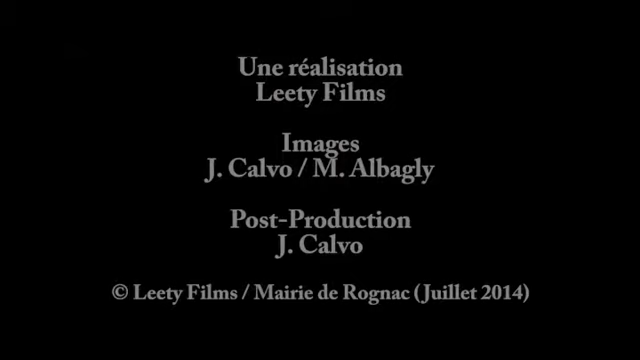 Une réalisation
Leety Films
Images
J. Calvo / M. Albagly
Post-Production
J. Calvo
© Leety Films / Mairie de Rognac (Juillet 2014)